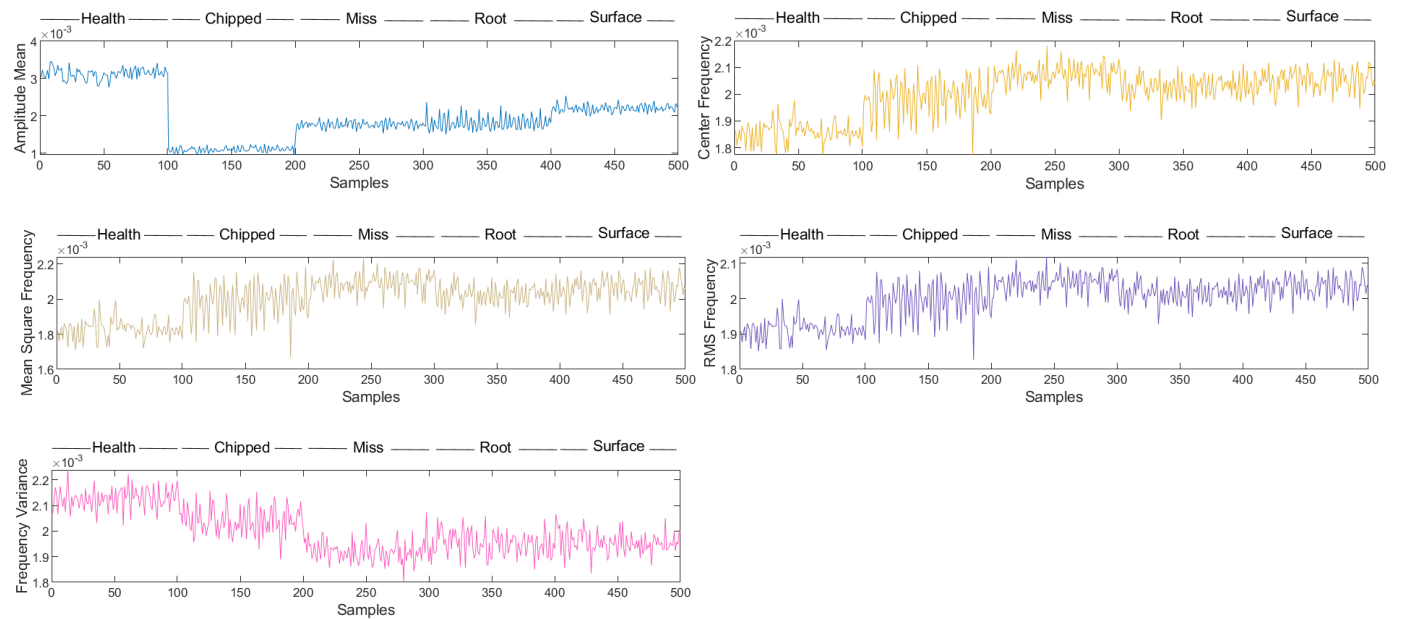 Health Chipped Miss Root Surface
×10⁻³
Amplitude Mean
4
3
2
1
0 50 100 150 200 250 300 350 400 450 500
Samples
Health Chipped Miss Root Surface
×10⁻³
Center Frequency
2.2
2.1
2
1.9
1.8
0 50 100 150 200 250 300 350 400 450 500
Samples
Health Chipped Miss Root Surface
×10⁻³
Mean Square Frequency
2.2
2
1.8
1.6
0 50 100 150 200 250 300 350 400 450 500
Samples
Health Chipped Miss Root Surface
×10⁻³
RMS Frequency
2.1
2
1.9
1.8
0 50 100 150 200 250 300 350 400 450 500
Samples
Health Chipped Miss Root Surface
×10⁻³
Frequency Variance
2.2
2.1
2
1.9
1.8
0 50 100 150 200 250 300 350 400 450 500
Samples